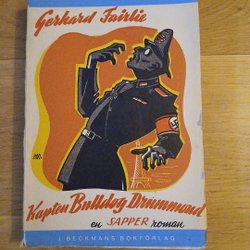 Gerhard Fairlie
Kapten Bulldog Drummond
en SAPPER roman
J. BECKMANS BOKFÖRLAG